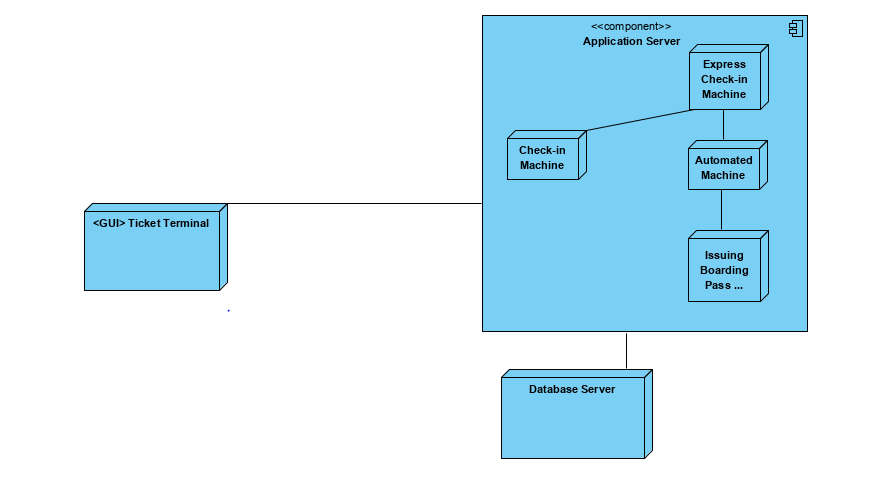 <<component>>
Application Server
Express
Check-in
Machine
Check-in
Machine
Automated
Machine
<GUI> Ticket Terminal
Issuing
Boarding
Pass ...
Database Server